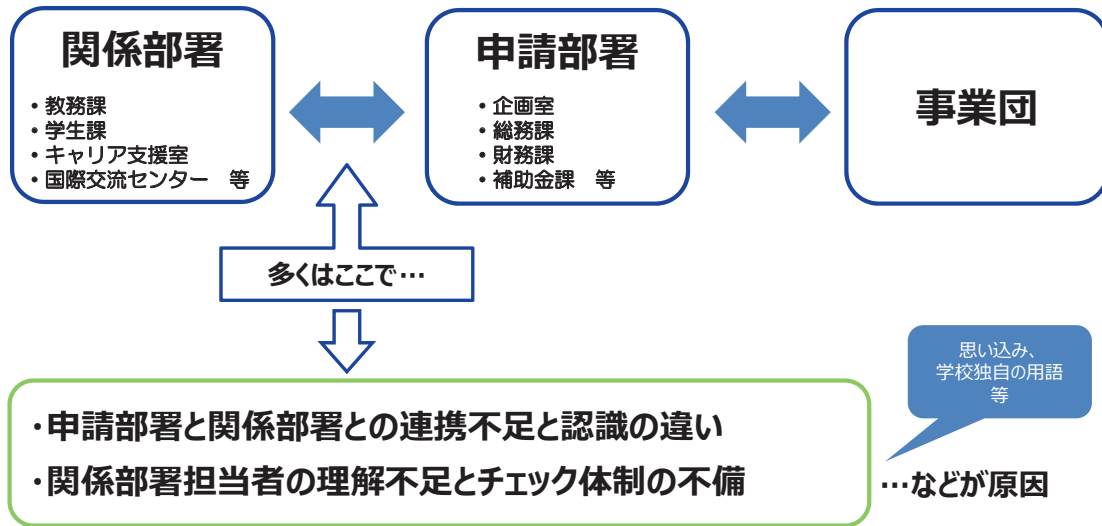 関係部署
・教務課
・学生課
・キャリア支援室
・国際交流センター　等
申請部署
・企画室
・総務課
・財務課
・補助金課　等
事業団
多くはここで…
思い込み、
学校独自の用語
等
・申請部署と関係部署との連携不足と認識の違い
・関係部署担当者の理解不足とチェック体制の不備
…などが原因